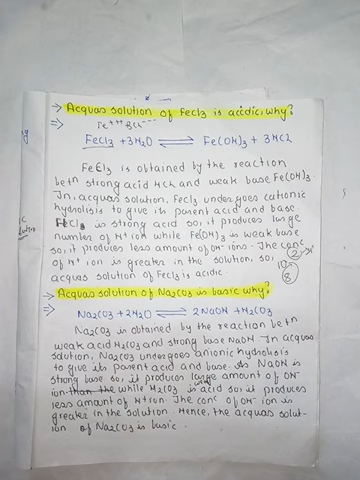 ⇒ Acquas solution of FeCl3 is acidic, why?
⇒
FeCl3 + 3H2O ⇌ Fe(OH)3 + 3HCl
FeCl3 is obtained by the reaction
betn strong acid HCl and weak base Fe(OH)3.
In, acquas solution, FeCl3 undergoes cationic
hydrolisis to give its parent acid and base.
is strong acid so, it produces large
number of H+ ion while Fe(OH)3 is weak base
so, it produces less amount of OH- ions. The conc
of H+ ion is greater in the solution, so,
acquas solution of FeCl3 is acidic.
2
10
8
⇒ Acquas solution of Na2CO3 is basic why?
⇒ Na2CO3 + 2H2O ⇌ 2NaOH + H2CO3
Na2CO3 is obtained by the reaction betn
weak acid H2CO3 and strong base NaOH. In acquas
solution, Na2CO3 undergoes anionic hydrolisis
to give its parent acid and base. As NaOH is
strong base so, it produces large amount of OH-
ion than the while H2CO3 is acid so, it produces
less amount of H+ ion. The conc of OH- ion is
greater in the solution. Hence, the acquas solut-
ion of Na2CO3 is basic.